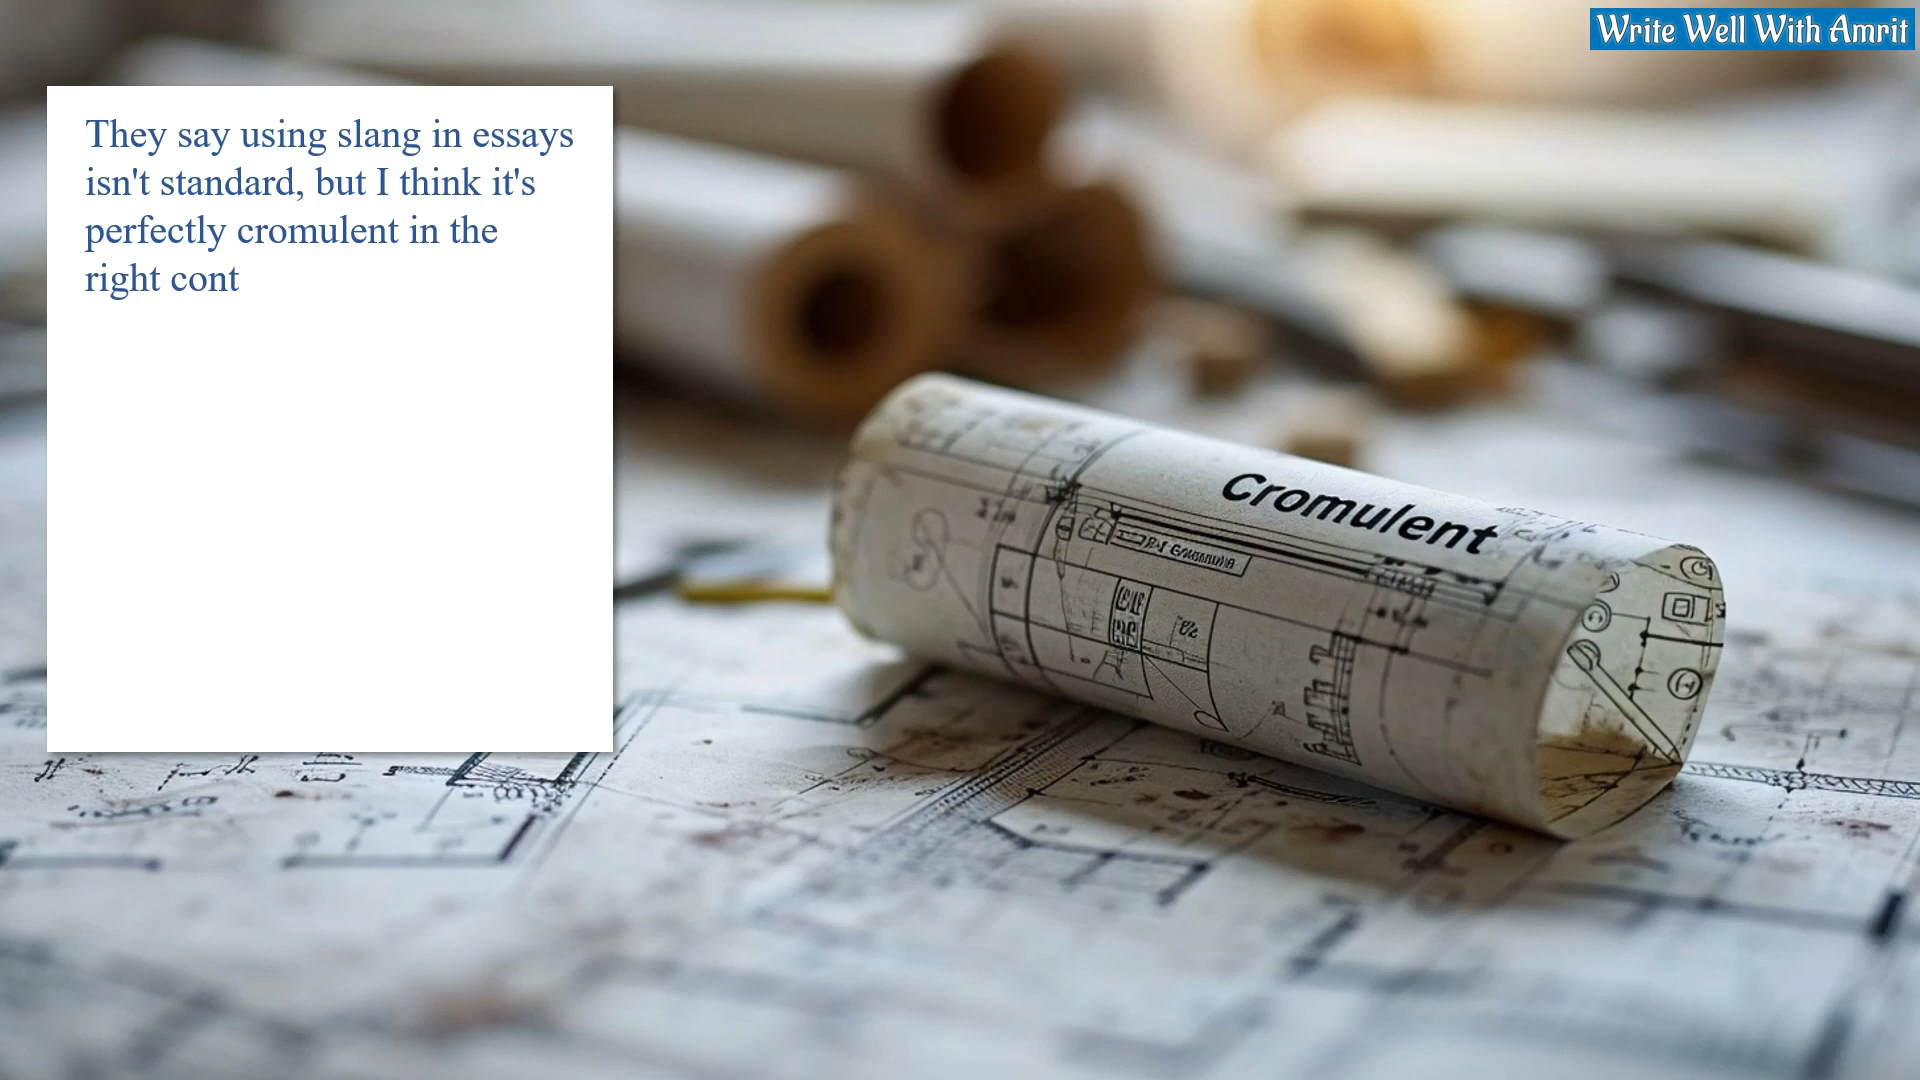 Write Well With Amrit
They say using slang in essays
isn't standard, but I think it's
perfectly cromulent in the
right cont
Cromulent